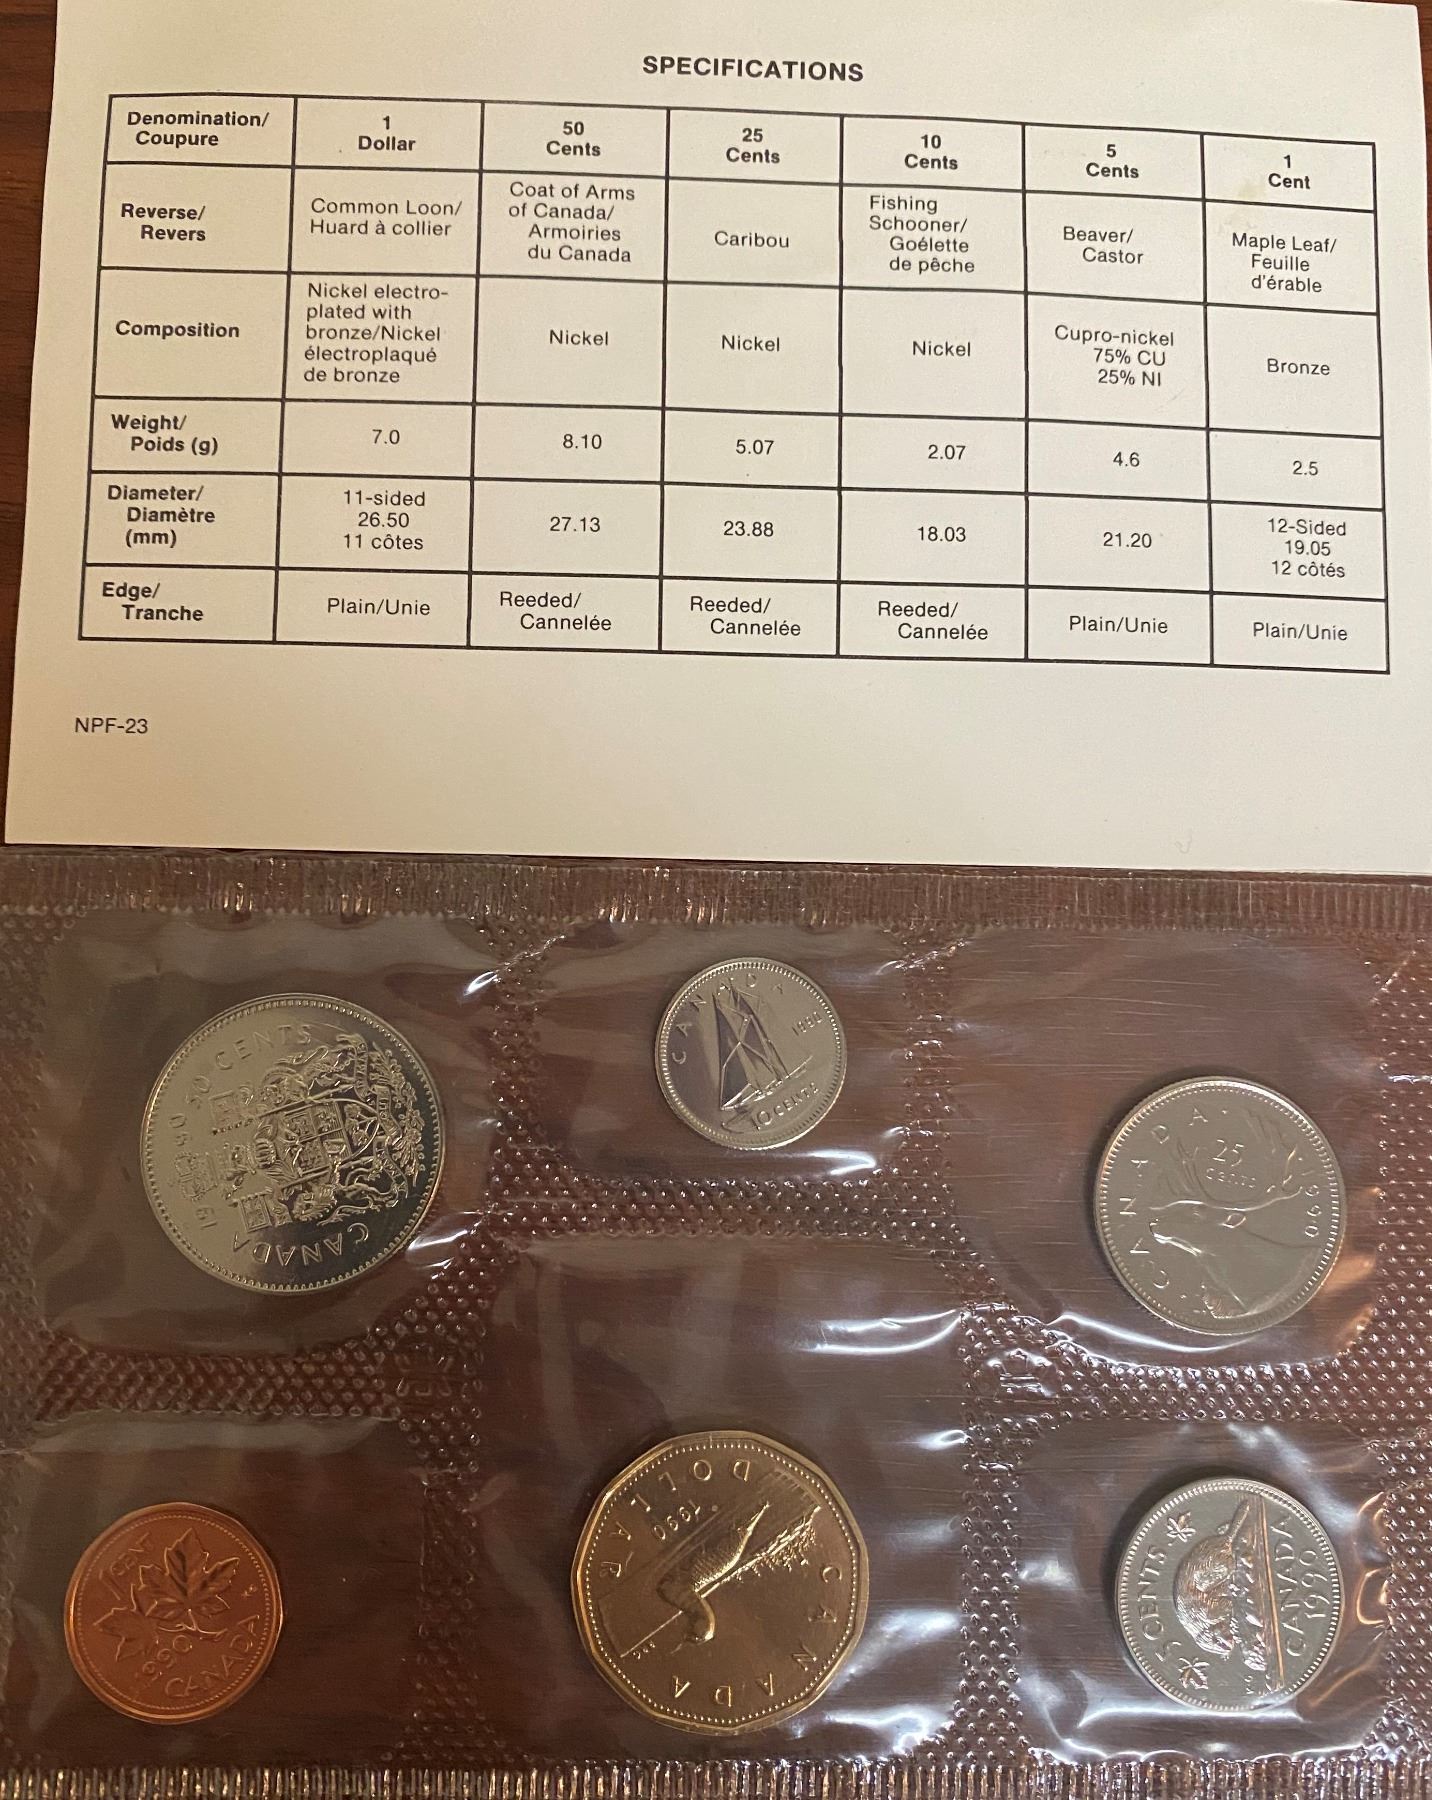 SPECIFICATIONS
Denomination/
Coupure
1
Dollar
50
Cents
25
Cents
10
Cents
5
Cents
1
Cent
Reverse/
Revers
Common Loon/
Huard à collier
Coat of Arms
of Canada/
Armoiries
du Canada
Caribou
Fishing
Schooner/
Goélette
de pêche
Beaver/
Castor
Maple Leaf/
Feuille
d'érable
Composition
Nickel electro-
plated with
bronze/Nickel
électroplaqué
de bronze
Nickel
Nickel
Nickel
Cupro-nickel
75% CU
25% NI
Bronze
Weight/
Poids (g)
7.0
8.10
5.07
2.07
4.6
2.5
Diameter/
Diamètre
(mm)
11-sided
26.50
11 côtes
27.13
23.88
18.03
21.20
12-Sided
19.05
12 côtés
Edge/
Tranche
Plain/Unie
Reeded/
Cannelée
Reeded/
Cannelée
Reeded/
Cannelée
Plain/Unie
Plain/Unie
NPF-23
50 CENTS
CANADA
1990
CANADA
1990
10 CENTS
CANADA
25
CENTS
1990
1 CENT
1990
CANADA
DOLLAR
1990
CANADA
5 CENTS
CANADA
1990